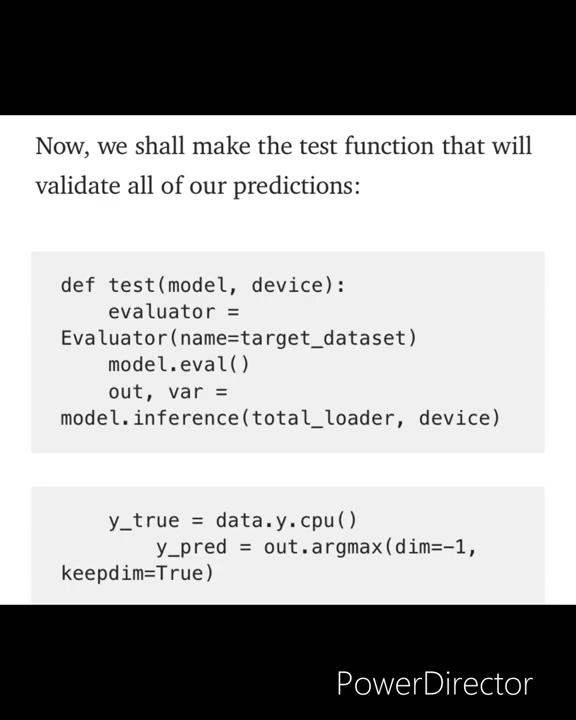 Now, we shall make the test function that will
validate all of our predictions:
def test(model, device):
evaluator =
Evaluator(name=target_dataset)
model.eval()
out, var =
model.inference(total_loader, device)
y_true = data.y.cpu()
y_pred = out.argmax(dim=-1,
keepdim=True)
PowerDirector